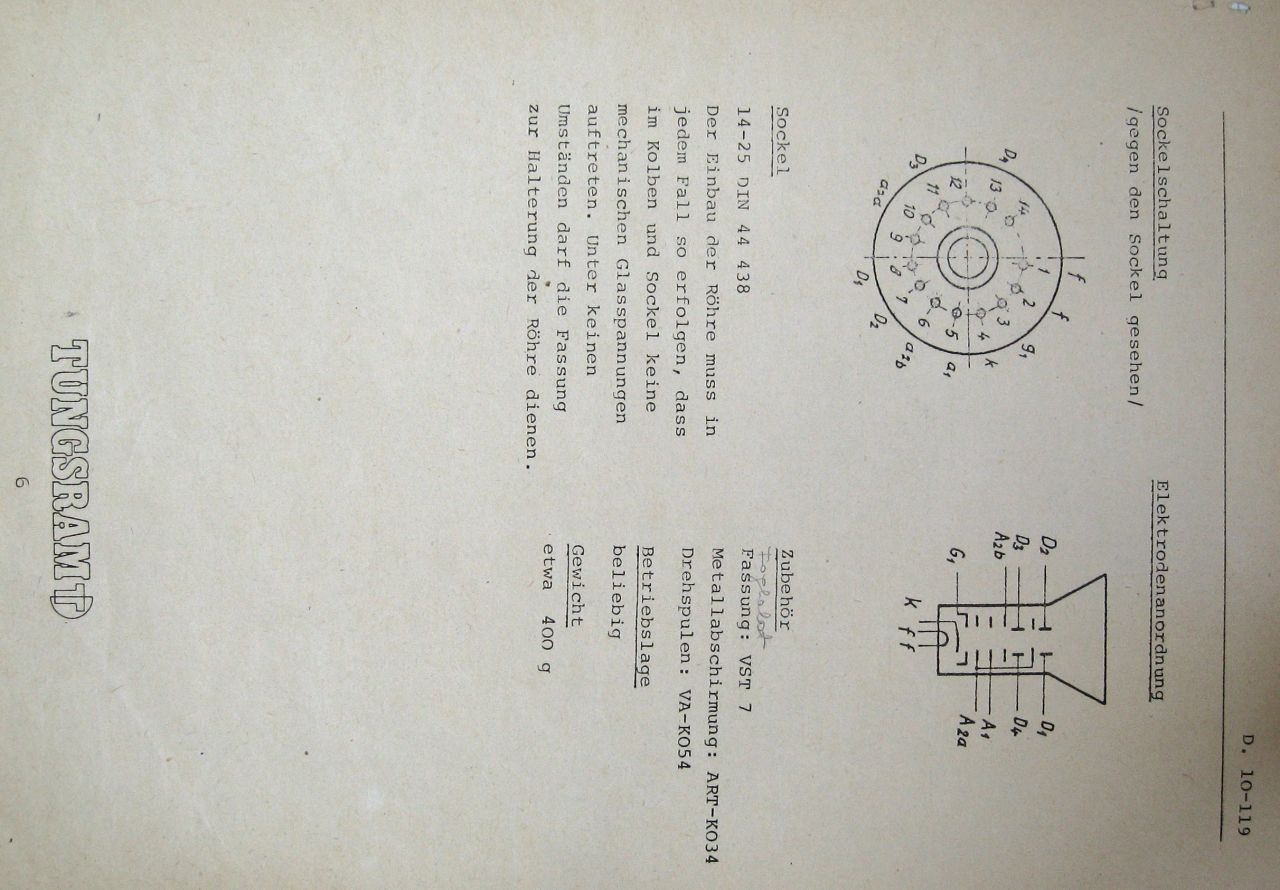 D. 10-119
Sockelschaltung
/gegen den Sockel gesehen/
f
f
g₁
k
a₁
a₂b
D₂
D₁
a₂a
D₃
D₄
1
2
3
4
5
6
7
8
9
10
11
12
13
14
Elektrodenanordnung
D₂
D₃
A₂b
G₁
k
f f
D₁
D₄
A₁
A₂a
Sockel
14-25 DIN 44 438
Der Einbau der Röhre muss in
jedem Fall so erfolgen, dass
im Kolben und Sockel keine
mechanischen Glasspannungen
auftreten. Unter keinen
Umständen darf die Fassung
zur Halterung der Röhre dienen.
Zubehör
Fassung: VST 7
Metallabschirmung: ART-KO34
Drehspulen: VA-KO54
Betriebslage
beliebig
Gewicht
etwa 400 g
TUNGSRAM
6